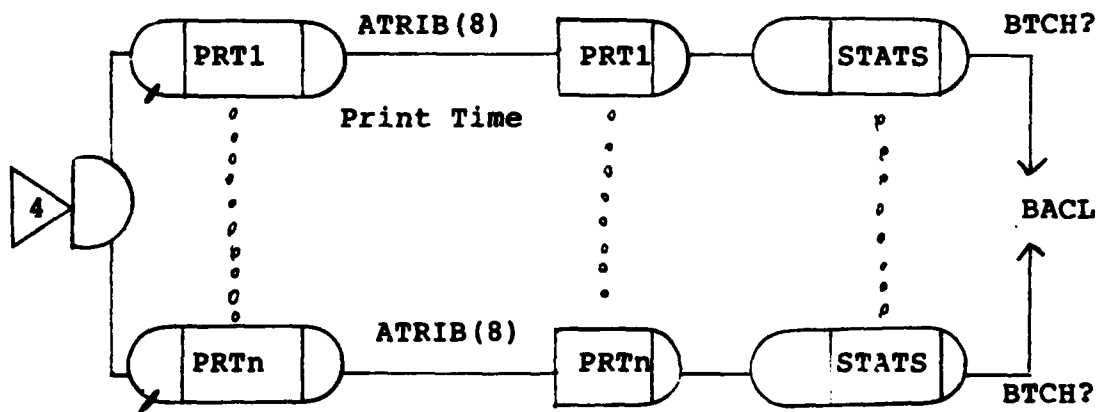 ATRIB(8) BTCH?
PRT1 PRT1 STATS
Print Time
4
BACL
ATRIB(8)
PRTn PRTn STATS
BTCH?